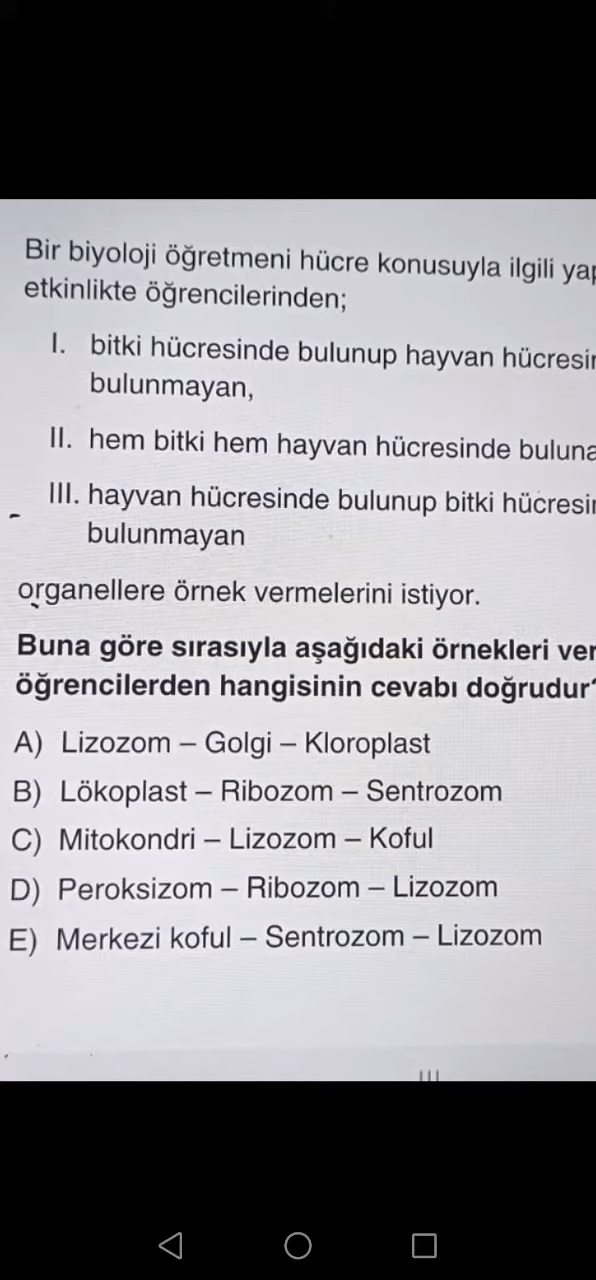 Bir biyoloji öğretmeni hücre konusuyla ilgili
etkinlikte öğrencilerinden;
I. bitki hücresinde bulunup hayvan
bulunmayan,
II. hem bitki hem hayvan hücresinde
III. hayvan hücresinde bulunup bitki
bulunmayan
organellere örnek vermelerini istiyor.
Buna göre sırasıyla aşağıdaki örnekleri
öğrencilerden hangisinin cevabı doğrudur
A) Lizozom – Golgi – Kloroplast
B) Lökoplast – Ribozom – Sentrozom
C) Mitokondri – Lizozom – Koful
D) Peroksizom – Ribozom – Lizozom
E) Merkezi koful – Sentrozom – Lizozom